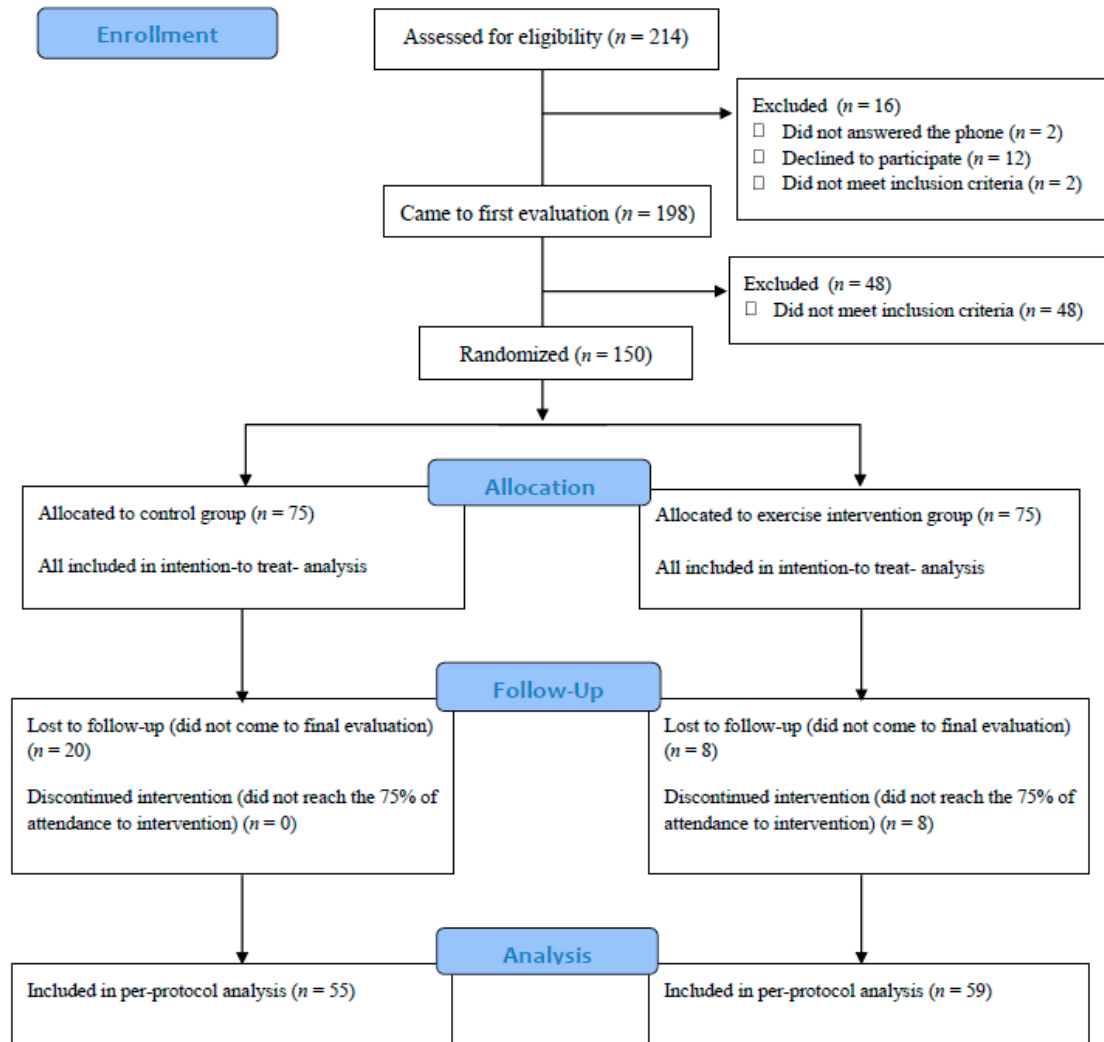 Enrollment
Assessed for eligibility (n = 214)
Excluded (n = 16)
☐ Did not answered the phone (n = 2)
☐ Declined to participate (n = 12)
☐ Did not meet inclusion criteria (n = 2)
Came to first evaluation (n = 198)
Excluded (n = 48)
☐ Did not meet inclusion criteria (n = 48)
Randomized (n = 150)
Allocation
Allocated to control group (n = 75)
All included in intention-to treat- analysis
Allocated to exercise intervention group (n = 75)
All included in intention-to treat- analysis
Follow-Up
Lost to follow-up (did not come to final evaluation)
(n = 20)
Discontinued intervention (did not reach the 75% of
attendance to intervention) (n = 0)
Lost to follow-up (did not come to final evaluation)
(n = 8)
Discontinued intervention (did not reach the 75% of
attendance to intervention) (n = 8)
Analysis
Included in per-protocol analysis (n = 55)
Included in per-protocol analysis (n = 59)